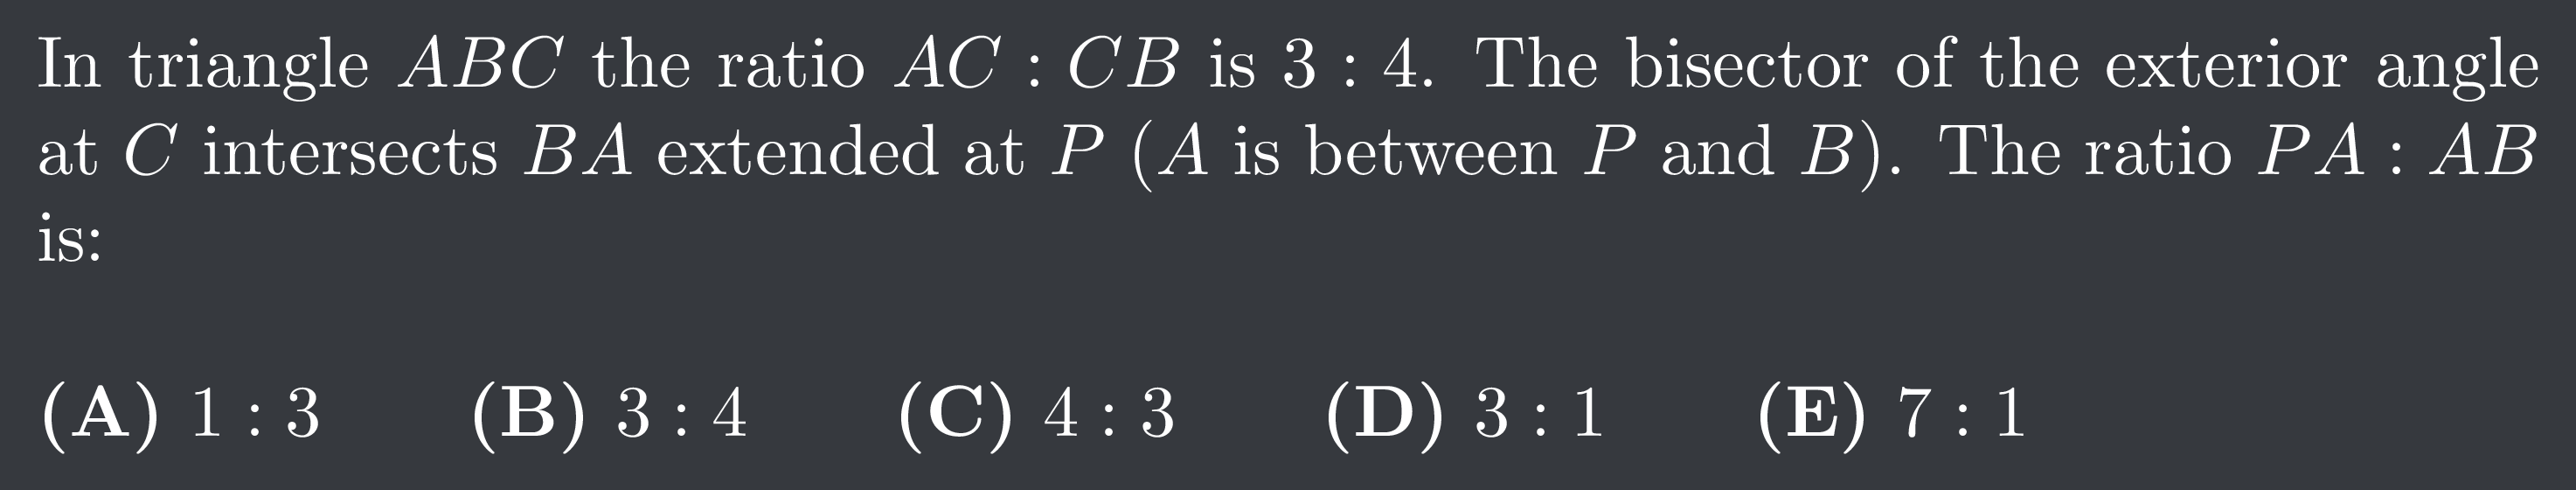 In triangle $ABC$ the ratio $AC : CB$ is $3 : 4$. The bisector of the exterior angle
at $C$ intersects $BA$ extended at $P$ ($A$ is between $P$ and $B$). The ratio $PA : AB$
is:
(A) 1 : 3 (B) 3 : 4 (C) 4 : 3 (D) 3 : 1 (E) 7 : 1